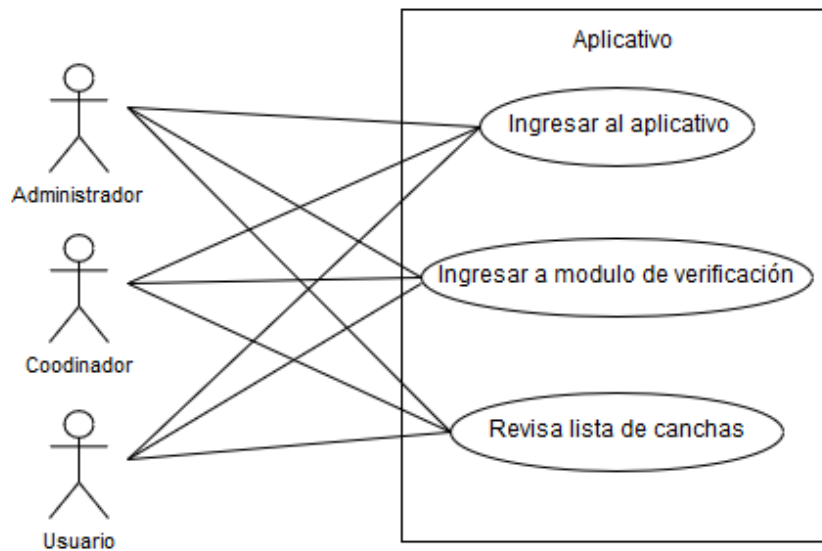 Aplicativo
Ingresar al aplicativo
Administrador
Ingresar a modulo de verificación
Coodinador
Revisa lista de canchas
Usuario